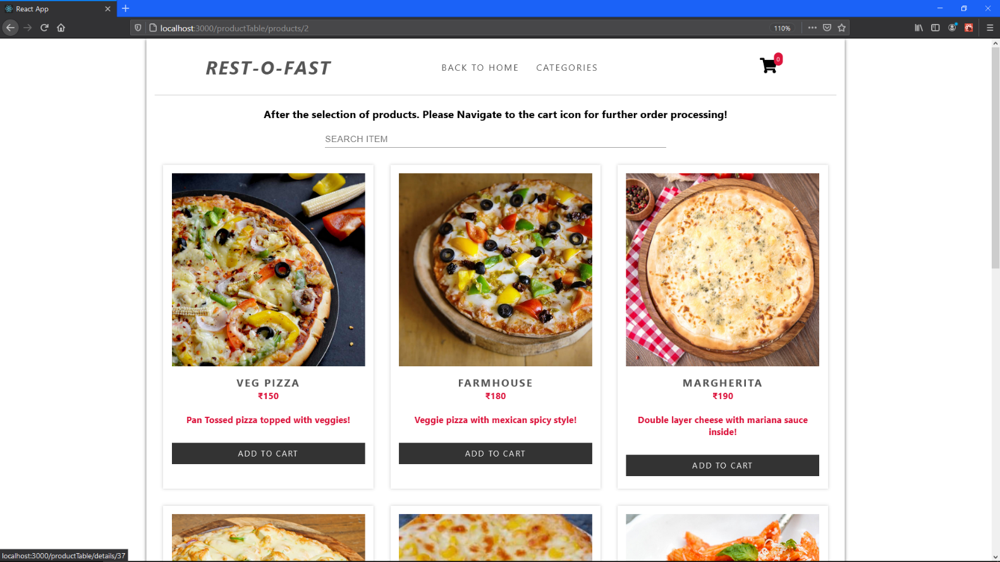 React App
localhost:3000/productTable/products/2
110%
REST-O-FAST
BACK TO HOME
CATEGORIES
0
After the selection of products. Please Navigate to the cart icon for further order processing!
SEARCH ITEM
VEG PIZZA
₹150
Pan Tossed pizza topped with veggies!
ADD TO CART
FARMHOUSE
₹180
Veggie pizza with mexican spicy style!
ADD TO CART
MARGHERITA
₹190
Double layer cheese with mariana sauce
inside!
ADD TO CART
localhost:3000/productTable/details/37